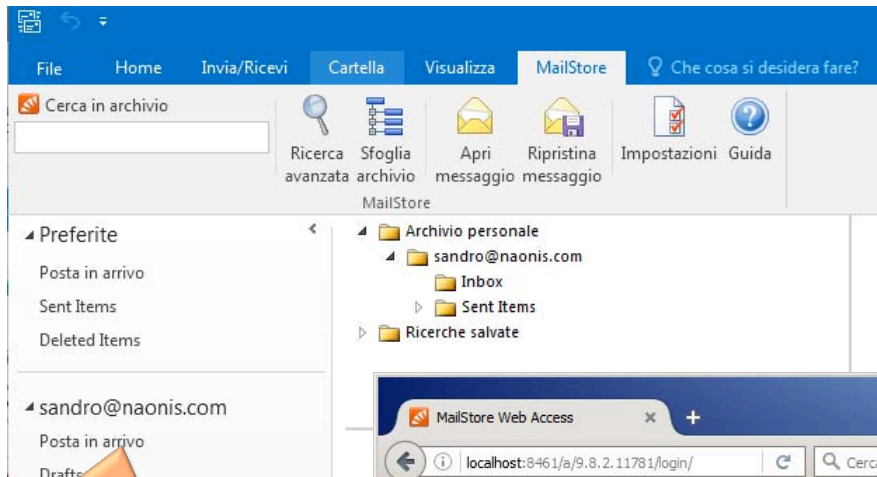 File Home Invia/Ricevi Cartella Visualizza MailStore Che cosa si desidera fare?
Cerca in archivio
Ricerca avanzata
Sfoglia archivio
Apri messaggio
Ripristina messaggio
Impostazioni
Guida
MailStore
Preferite
Posta in arrivo
Sent Items
Deleted Items
sandro@naonis.com
Posta in arrivo
Drafts
Archivio personale
sandro@naonis.com
Inbox
Sent Items
Ricerche salvate
MailStore Web Access
localhost:8461/a/9.8.2.11781/login/
Cerca